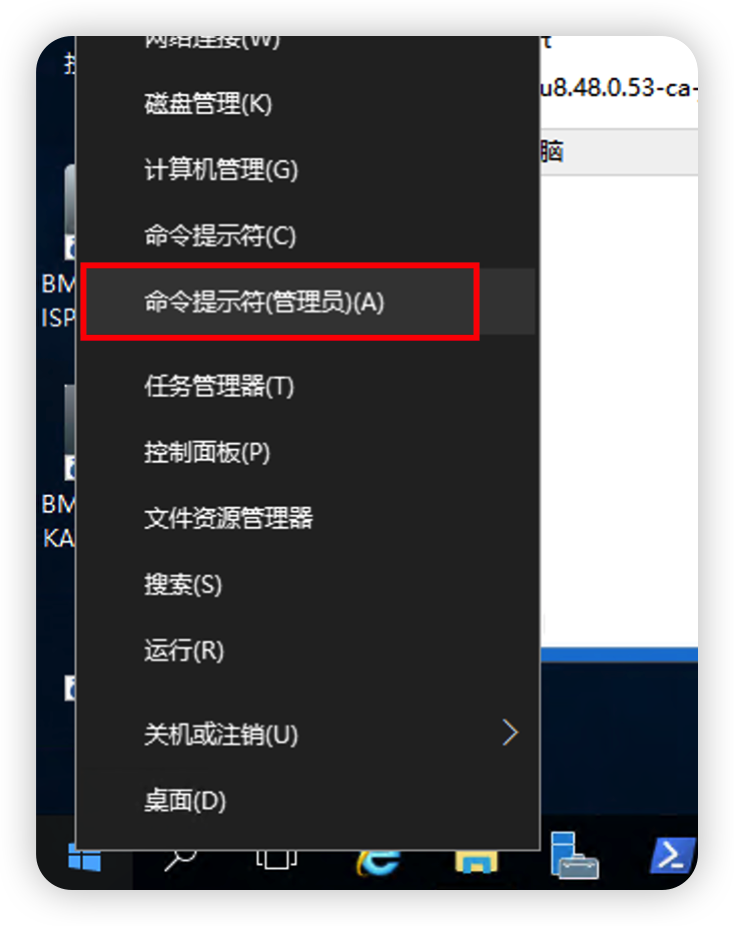 网络连接(W)
磁盘管理(K)
u8.48.0.53-ca-
计算机管理(G)
脑
命令提示符(C)
BM
命令提示符(管理员)(A)
ISP
任务管理器(T)
控制面板(P)
BM
文件资源管理器
KA
搜索(S)
运行(R)
关机或注销(U)
桌面(D)